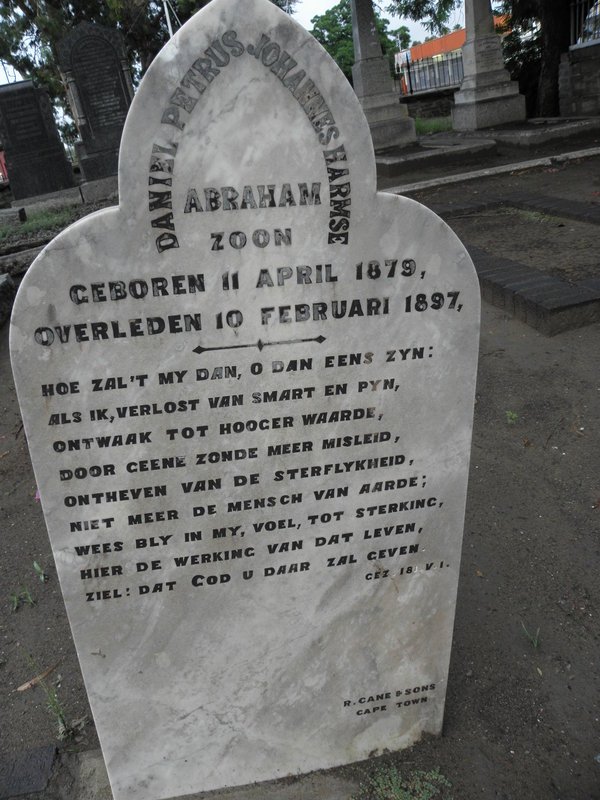 DANIEL PETRUS JOHANNES HARMSE
ABRAHAM
ZOON
GEBOREN 11 APRIL 1879,
OVERLEDEN 10 FEBRUARI 1897,
HOE ZAL'T MY DAN, O DAN EENS ZYN:
ALS IK, VERLOST VAN SMART EN PYN,
ONTWAAK TOT HOOGER WAARDE,
DOOR GEENE ZONDE MEER MISLEID,
ONTHEVEN VAN DE STERFLYKHEID,
NIET MEER DE MENSCH VAN AARDE;
WEES BLY IN MY, VOEL, TOT STERKING,
HIER DE WERKING VAN DAT LEVEN,
ZIEL: DAT GOD U DAAR ZAL GEVEN
GEZ. 181. V. 1.
R. CANE & SONS
CAPE TOWN